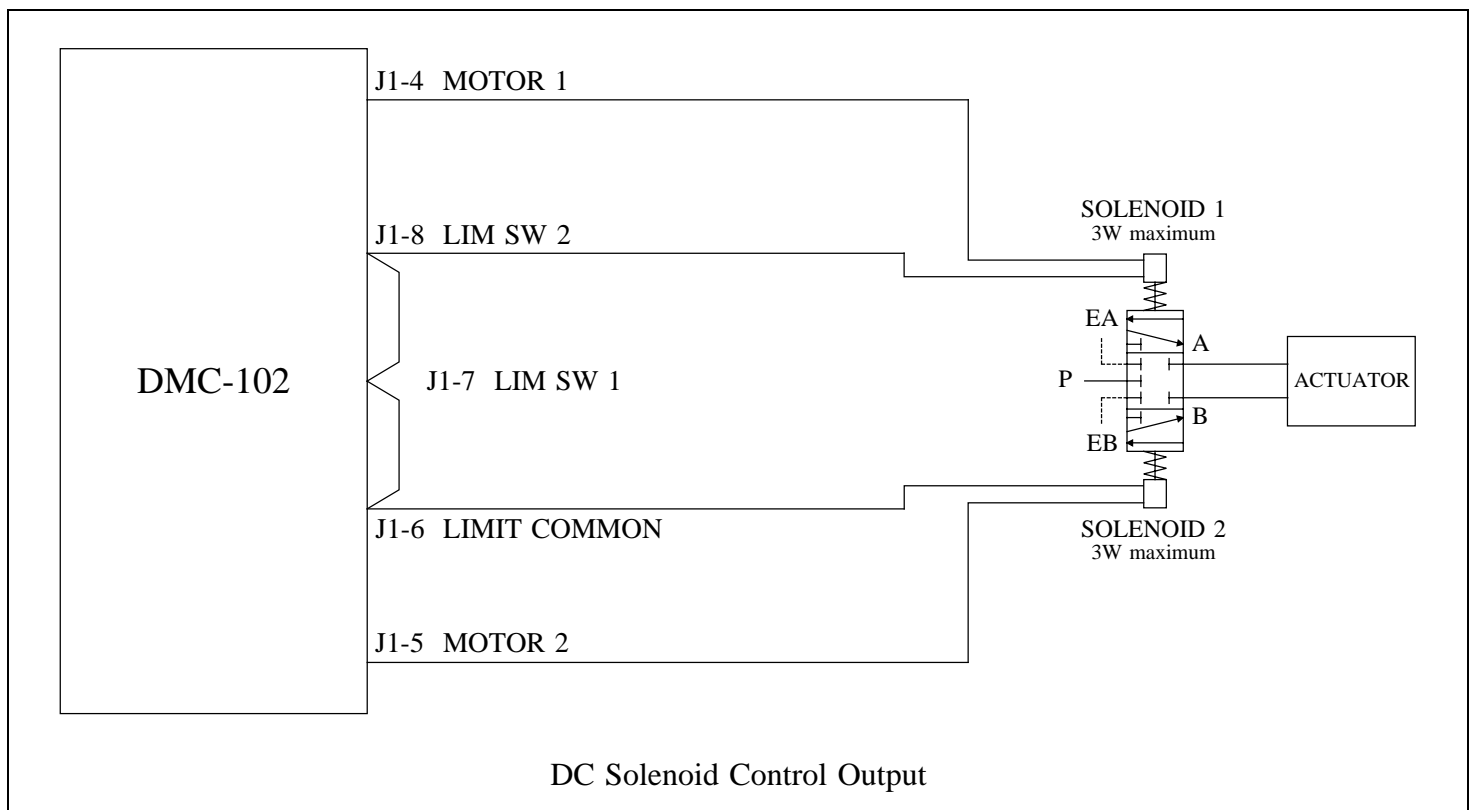 J1-4 MOTOR 1
SOLENOID 1
3W maximum
J1-8 LIM SW 2
EA
A
DMC-102
J1-7 LIM SW 1
P
ACTUATOR
B
EB
J1-6 LIMIT COMMON
SOLENOID 2
3W maximum
J1-5 MOTOR 2
DC Solenoid Control Output